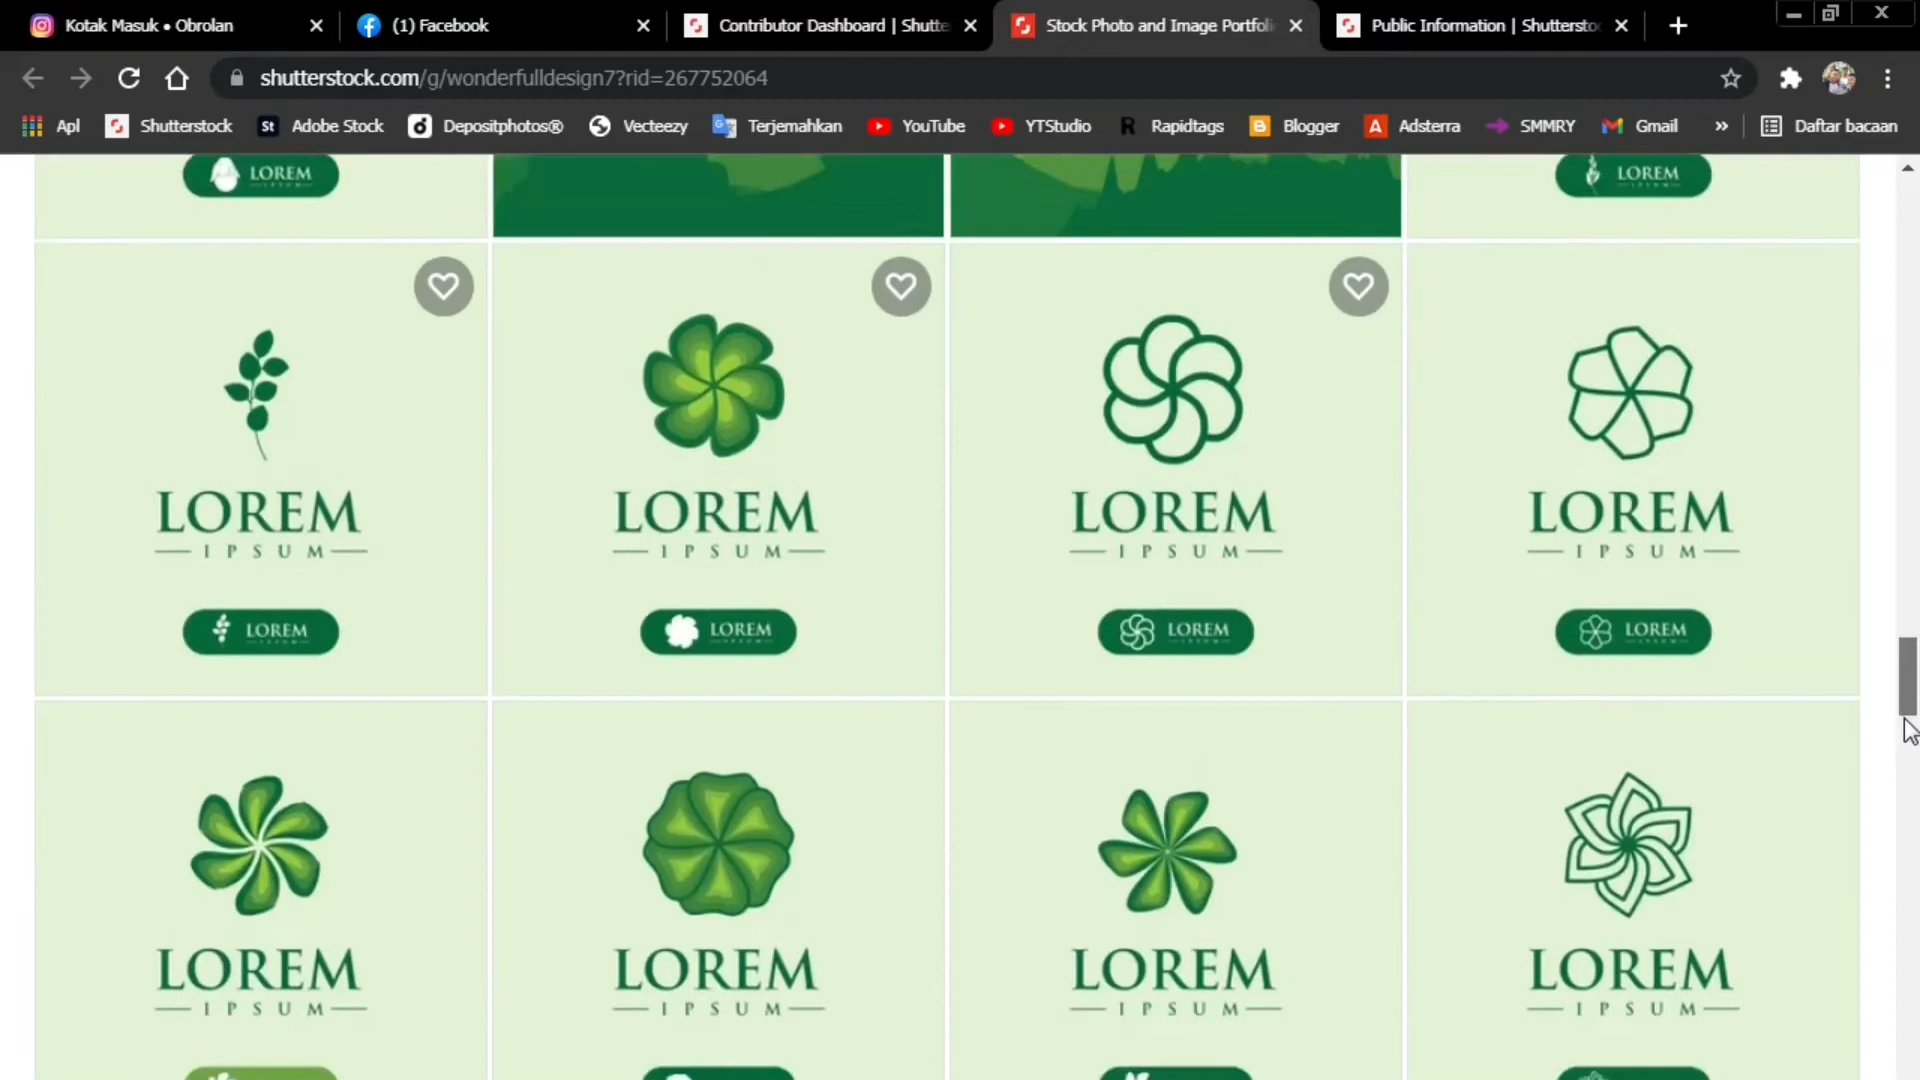 Kotak Masuk • Obrolan
(1) Facebook
Contributor Dashboard | Shutte
Stock Photo and Image Portfoli
Public Information | Shuttersto
shutterstock.com/g/wonderfulldesign7?rid=267752064
Apl
Shutterstock
St Adobe Stock
Depositphotos®
Vecteezy
Terjemahkan
YouTube
YTStudio
R Rapidtags
Blogger
A Adsterra
SMMRY
Gmail
»
Daftar bacaan
LOREM
LOREM
LOREM LOREM LOREM LOREM
IPSUM IPSUM IPSUM IPSUM
LOREM LOREM LOREM LOREM
LOREM LOREM LOREM LOREM
IPSUM IPSUM IPSUM IPSUM